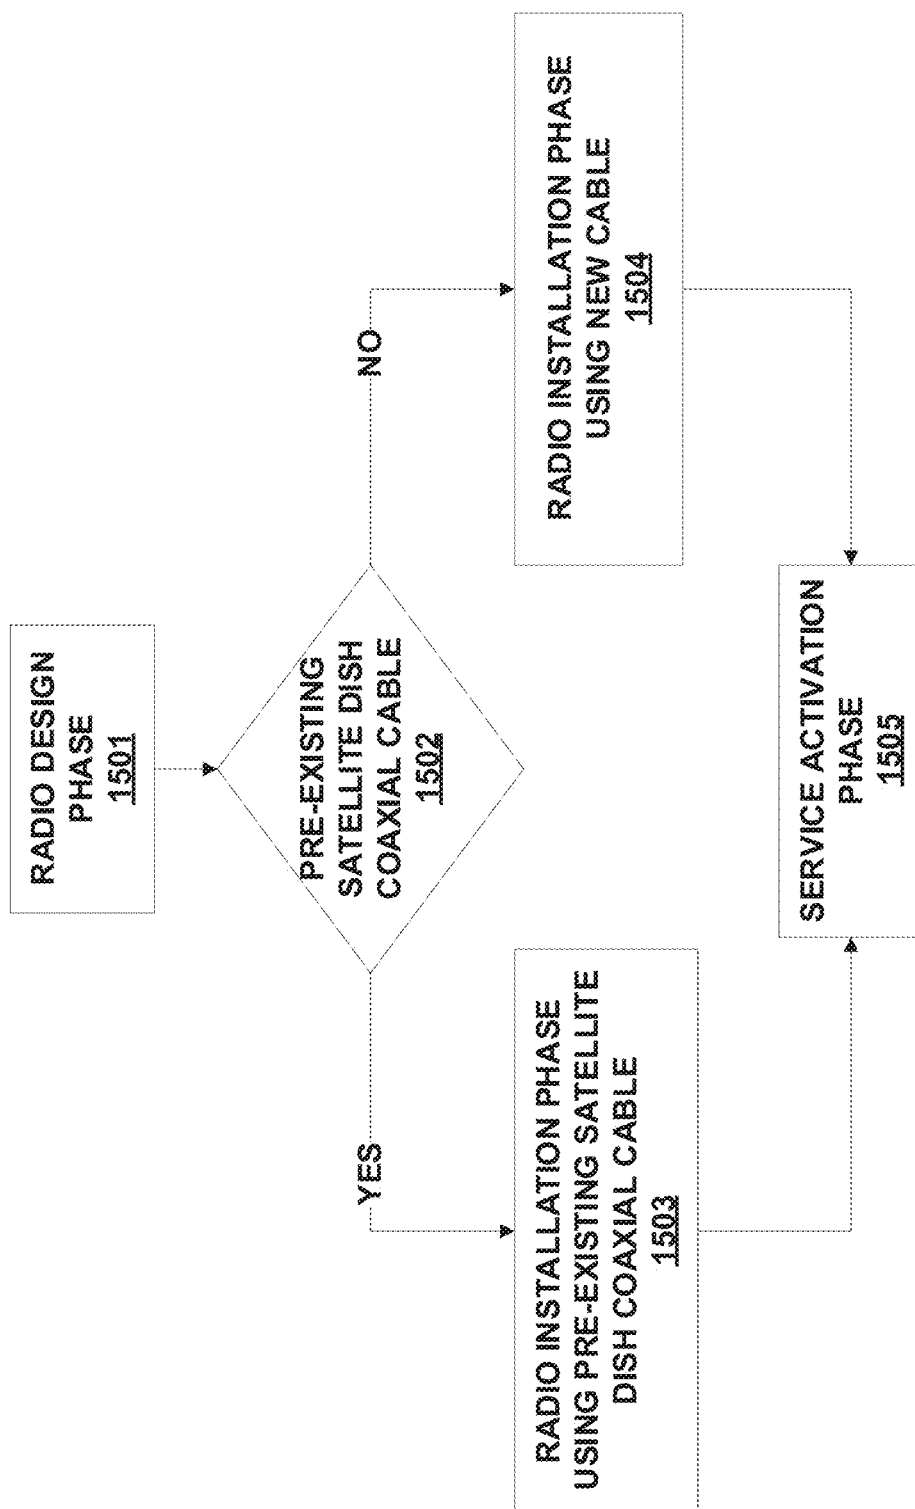 RADIO DESIGN
PHASE
1501
PRE-EXISTING
SATELLITE DISH
COAXIAL CABLE
1502
YES
NO
RADIO INSTALLATION PHASE
USING PRE-EXISTING SATELLITE
DISH COAXIAL CABLE
1503
RADIO INSTALLATION PHASE
USING NEW CABLE
1504
SERVICE ACTIVATION
PHASE
1505